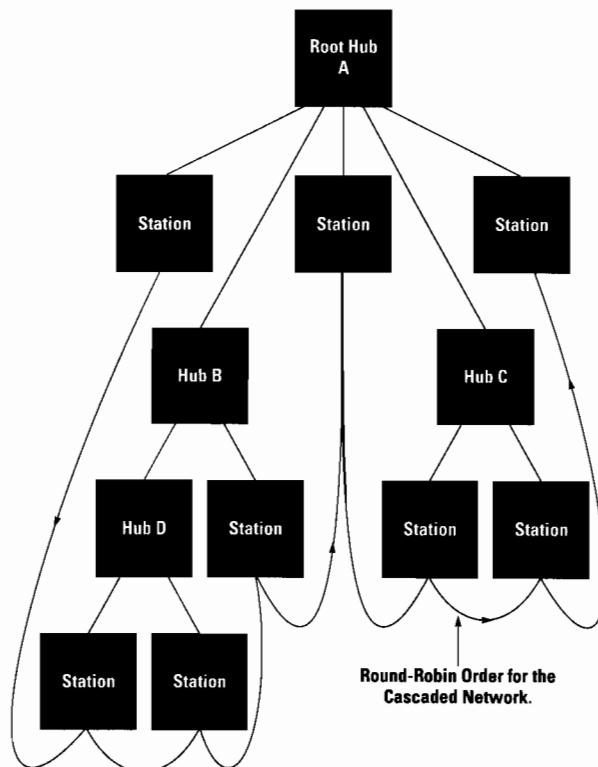 Root Hub
A
Station
Station
Station
Hub B
Hub C
Hub D
Station
Station
Station
Station
Station
Round-Robin Order for the
Cascaded Network.